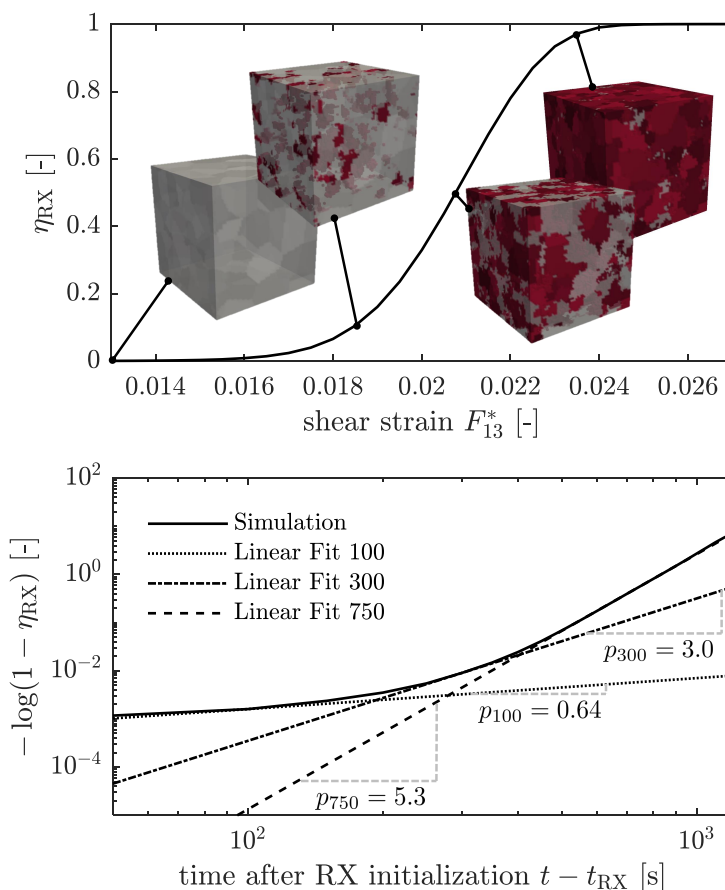 1
0.8
0.6
0.4
0.2
0
η_RX [-]
0.014 0.016 0.018 0.02 0.022 0.024 0.026
shear strain F*_13 [-]
10^2
10^0
10^-2
10^-4
− log(1 − η_RX) [-]
Simulation
Linear Fit 100
Linear Fit 300
Linear Fit 750
p_300 = 3.0
p_100 = 0.64
p_750 = 5.3
10^2 10^3
time after RX initialization t − t_RX [s]